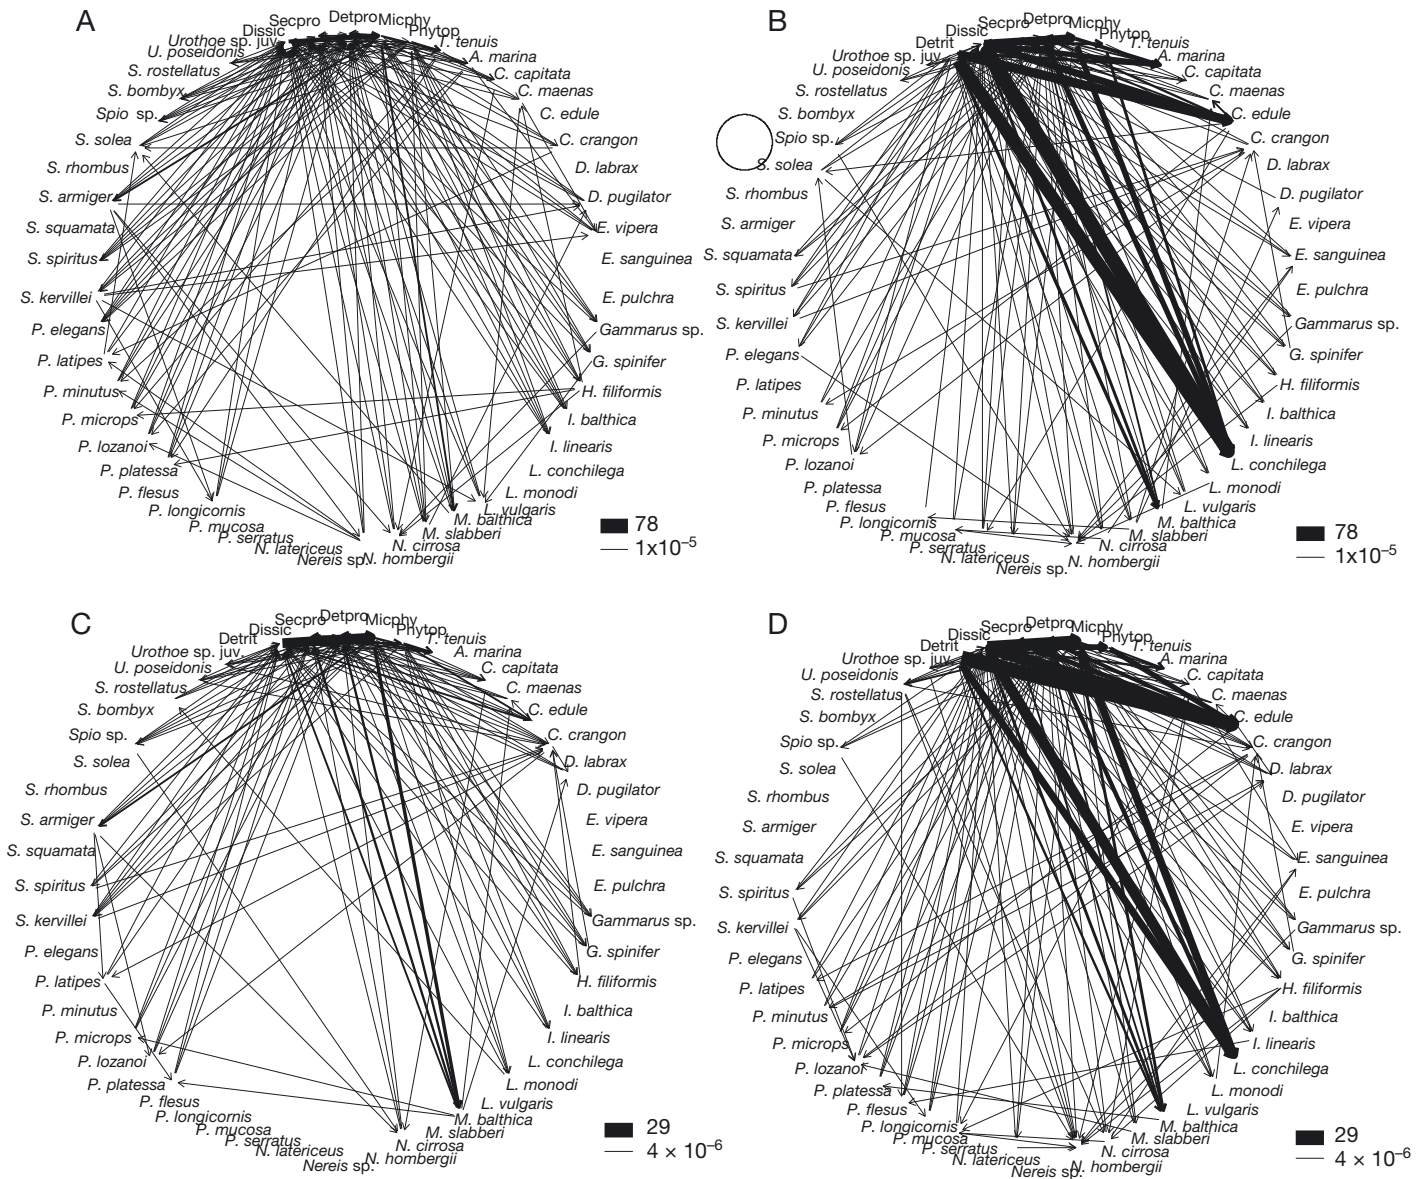 A
Secpro
Detpro
Micphy
Dissic
Phytop
Urothoe sp. juv.
T. tenuis
U. poseidonis
A. marina
S. rostellatus
C. capitata
S. bombyx
C. maenas
Spio sp.
C. edule
S. solea
C. crangon
S. rhombus
D. labrax
S. armiger
D. pugilator
S. squamata
E. vipera
S. spiritus
E. sanguinea
S. kervillei
E. pulchra
P. elegans
Gammarus sp.
P. latipes
G. spinifer
P. minutus
H. filiformis
P. microps
I. balthica
P. lozanoi
I. linearis
P. platessa
L. conchilega
P. flesus
L. monodi
P. longicornis
L. vulgaris
P. mucosa
M. balthica
P. serratus
M. slabberi
N. latericeus
N. cirrosa
Nereis sp.
N. hombergii
78
1x10–5
B
Secpro
Detpro
Micphy
Dissic
Phytop
Detrit
T. tenuis
Urothoe sp. juv
A. marina
U. poseidonis
C. capitata
S. rostellatus
C. maenas
S. bombyx
C. edule
Spio sp.
C. crangon
S. solea
D. labrax
S. rhombus
D. pugilator
S. armiger
E. vipera
S. squamata
E. sanguinea
S. spiritus
E. pulchra
S. kervillei
Gammarus sp.
P. elegans
G. spinifer
P. latipes
H. filiformis
P. minutus
I. balthica
P. microps
I. linearis
P. lozanoi
L. conchilega
P. platessa
L. monodi
P. flesus
L. vulgaris
P. longicornis
M. balthica
P. mucosa
M. slabberi
P. serratus
N. cirrosa
N. latericeus
N. hombergii
Nereis sp.
78
1x10–5
C
Secpro
Detpro
Micphy
Dissic
Phytop
Detrit
T. tenuis
Urothoe sp. juv.
A. marina
U. poseidonis
C. capitata
S. rostellatus
C. maenas
S. bombyx
C. edule
Spio sp.
C. crangon
S. solea
D. labrax
S. rhombus
D. pugilator
S. armiger
E. vipera
S. squamata
E. sanguinea
S. spiritus
E. pulchra
S. kervillei
Gammarus sp.
P. elegans
G. spinifer
P. latipes
H. filiformis
P. minutus
I. balthica
P. microps
I. linearis
P. lozanoi
L. conchilega
P. platessa
L. monodi
P. flesus
L. vulgaris
P. longicornis
M. balthica
P. mucosa
M. slabberi
P. serratus
N. cirrosa
N. latericeus
N. hombergii
Nereis sp.
29
4 × 10–6
D
Secpro
Detpro
Micphy
Dissic
Phytop
Detrit
T. tenuis
Urothoe sp. juv
A. marina
U. poseidonis
C. capitata
S. rostellatus
C. maenas
S. bombyx
C. edule
Spio sp.
C. crangon
S. solea
D. labrax
S. rhombus
D. pugilator
S. armiger
E. vipera
S. squamata
E. sanguinea
S. spiritus
E. pulchra
S. kervillei
Gammarus sp.
P. elegans
G. spinifer
P. latipes
H. filiformis
P. minutus
I. balthica
P. microps
I. linearis
P. lozanoi
L. conchilega
P. platessa
L. monodi
P. flesus
L. vulgaris
P. longicornis
M. balthica
P. mucosa
M. slabberi
P. serratus
N. cirrosa
N. latericeus
N. hombergii
Nereis sp.
29
4 × 10–6